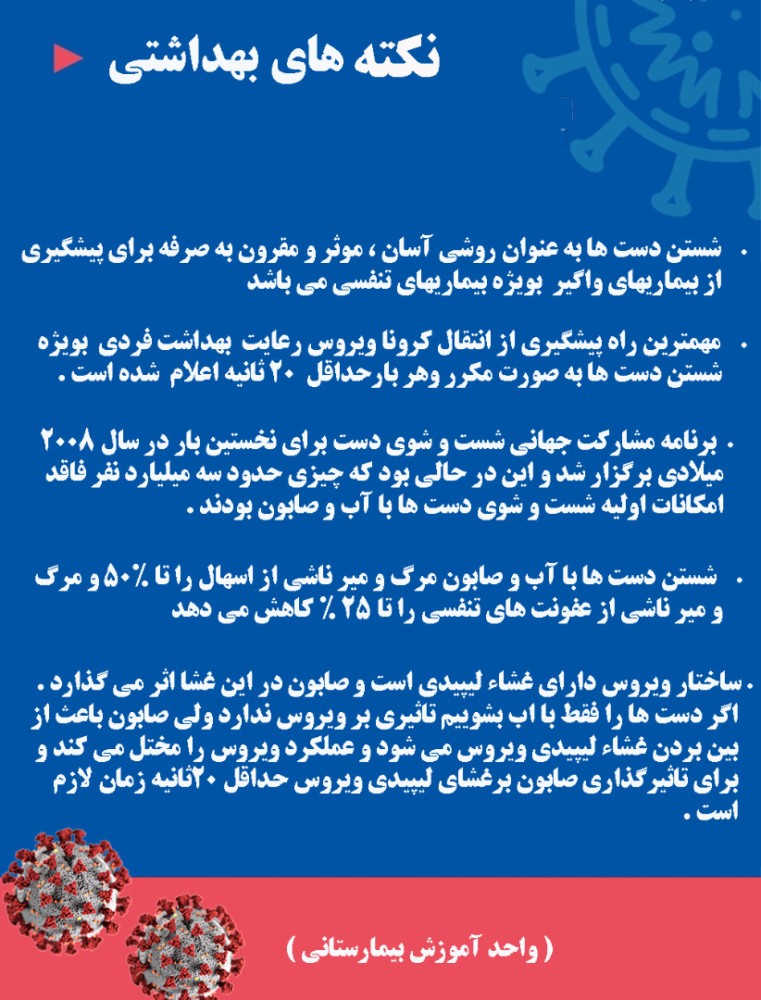 نکته های بهداشتی
. شستن دست ها به عنوان روشی آسان ، موثر و مقرون به صرفه برای پیشگیری
از بیماریهای واگیر بویژه بیماریهای تنفسی می باشد
. مهمترین راه پیشگیری از انتقال کرونا ویروس رعایت بهداشت فردی بویژه
شستن دست ها به صورت مکرر وهر بارحداقل ۲۰ ثانیه اعلام شده است .
. برنامه مشارکت جهانی شست و شوی دست برای نخستین بار در سال ۲۰۰۸
میلادی برگزار شد و این در حالی بود که چیزی حدود سه میلیارد نفر فاقد
امکانات اولیه شست و شوی دست ها با آب و صابون بودند .
. شستن دست ها با آب و صابون مرگ و میر ناشی از اسهال را تا ۵۰٪ و مرگ
و میر ناشی از عفونت های تنفسی را تا ۲۵ ٪ کاهش می دهد
. ساختار ویروس دارای غشاء لیپیدی است و صابون در این غشا اثر می گذارد .
اگر دست ها را فقط با اب بشوییم تاثیری بر ویروس ندارد ولی صابون باعث از
بین بردن غشاء لیپیدی ویروس می شود و عملکرد ویروس را مختل می کند و
برای تاثیرگذاری صابون برغشای لیپیدی ویروس حداقل ۲۰ثانیه زمان لازم
است .
( واحد آموزش بیمارستانی )